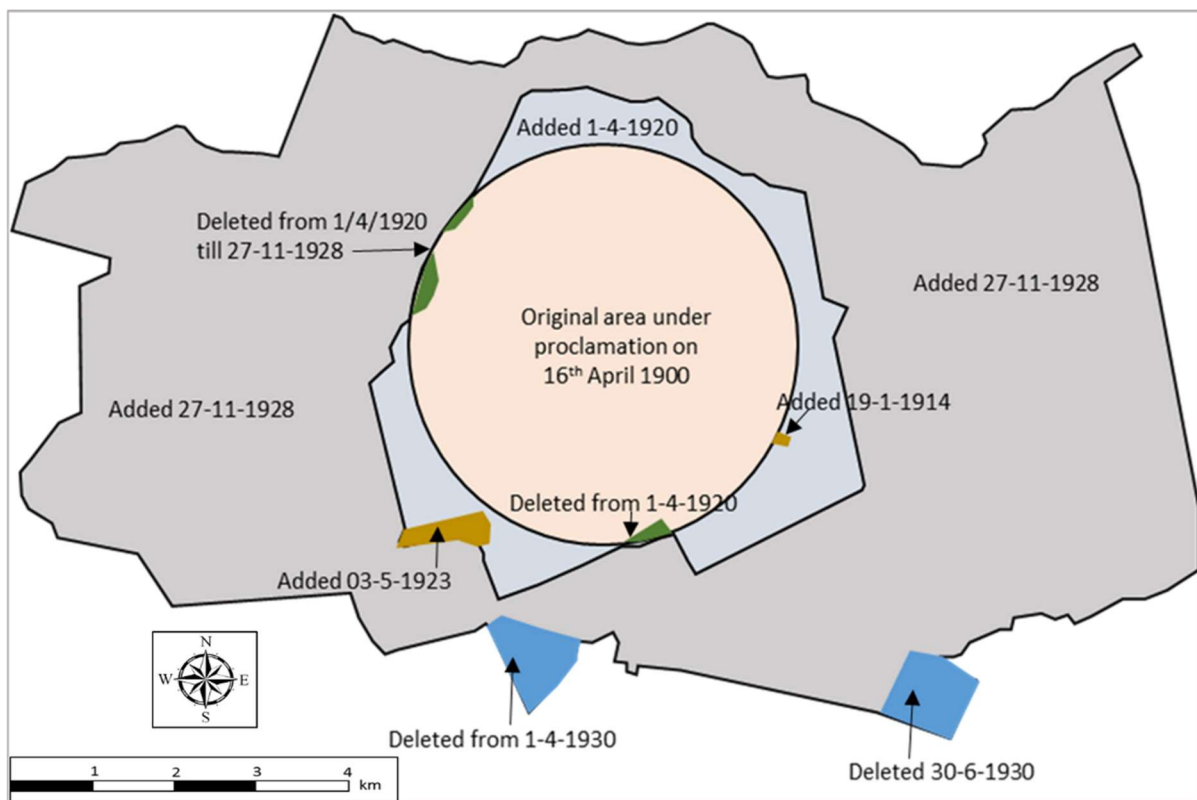 Added 1-4-1920
Deleted from 1/4/1920
till 27-11-1928
Added 27-11-1928
Original area under
proclamation on
16th April 1900
Added 27-11-1928
Added 19-1-1914
Deleted from 1-4-1920
Added 03-5-1923
N
W E
S
Deleted from 1-4-1930
Deleted 30-6-1930
1 2 3 4 km